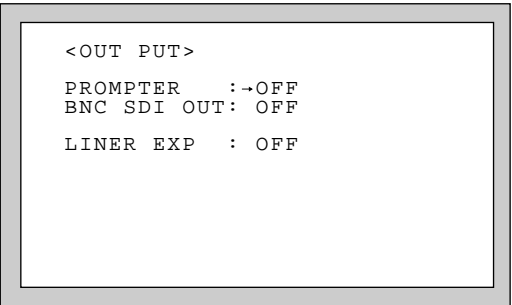 <OUT PUT>
PROMPTER :→OFF
BNC SDI OUT: OFF
LINER EXP : OFF